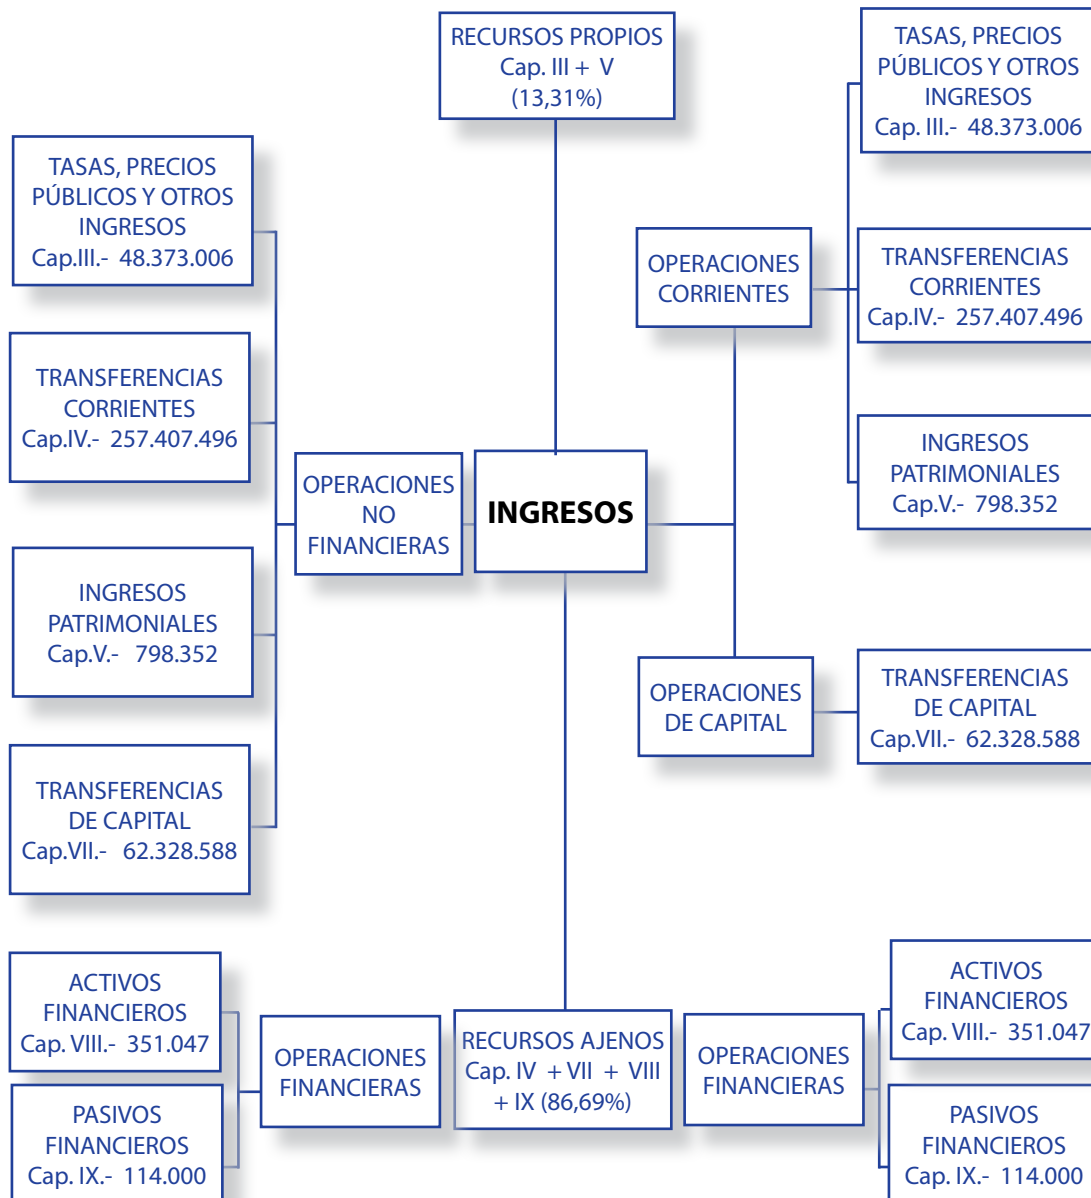 RECURSOS PROPIOS
Cap. III + V
(13,31%)
TASAS, PRECIOS
PÚBLICOS Y OTROS
INGRESOS
Cap. III.- 48.373.006
TASAS, PRECIOS
PÚBLICOS Y OTROS
INGRESOS
Cap.III.- 48.373.006
OPERACIONES
CORRIENTES
TRANSFERENCIAS
CORRIENTES
Cap.IV.- 257.407.496
TRANSFERENCIAS
CORRIENTES
Cap.IV.- 257.407.496
INGRESOS
PATRIMONIALES
Cap.V.- 798.352
OPERACIONES
NO
FINANCIERAS
INGRESOS
INGRESOS
PATRIMONIALES
Cap.V.- 798.352
OPERACIONES
DE CAPITAL
TRANSFERENCIAS
DE CAPITAL
Cap.VII.- 62.328.588
TRANSFERENCIAS
DE CAPITAL
Cap.VII.- 62.328.588
ACTIVOS
FINANCIEROS
Cap. VIII.- 351.047
OPERACIONES
FINANCIERAS
RECURSOS AJENOS
Cap. IV + VII + VIII
+ IX (86,69%)
OPERACIONES
FINANCIERAS
ACTIVOS
FINANCIEROS
Cap. VIII.- 351.047
PASIVOS
FINANCIEROS
Cap. IX.- 114.000
PASIVOS
FINANCIEROS
Cap. IX.- 114.000